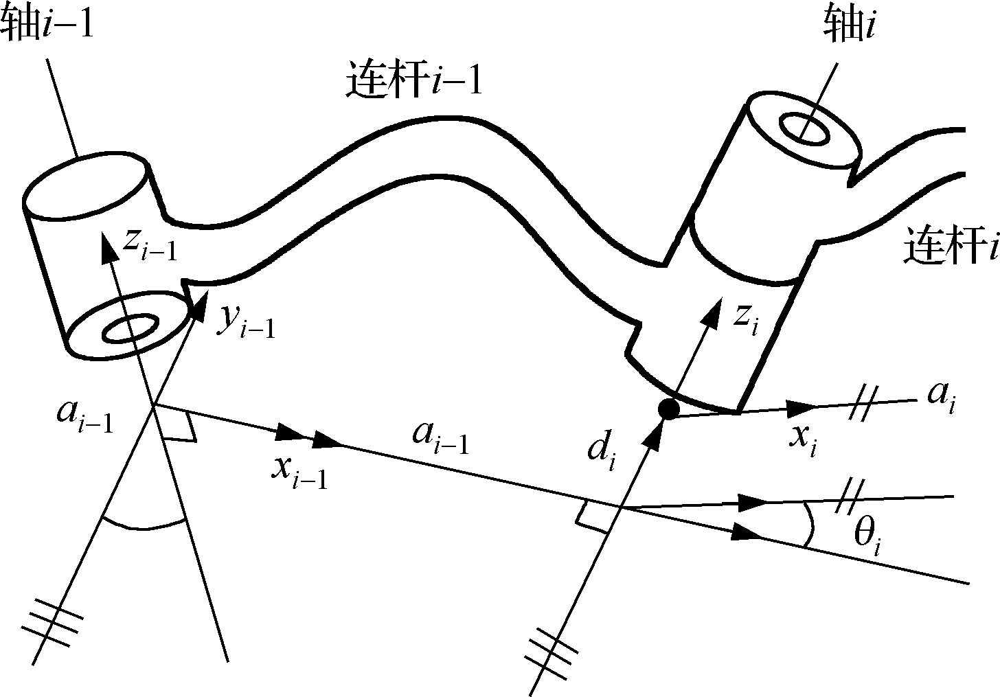 轴i−1
轴i
连杆i−1
连杆i
z_{i−1}
y_{i−1}
z_i
a_{i−1}
a_{i−1}
a_i
x_i
d_i
x_{i−1}
θ_i